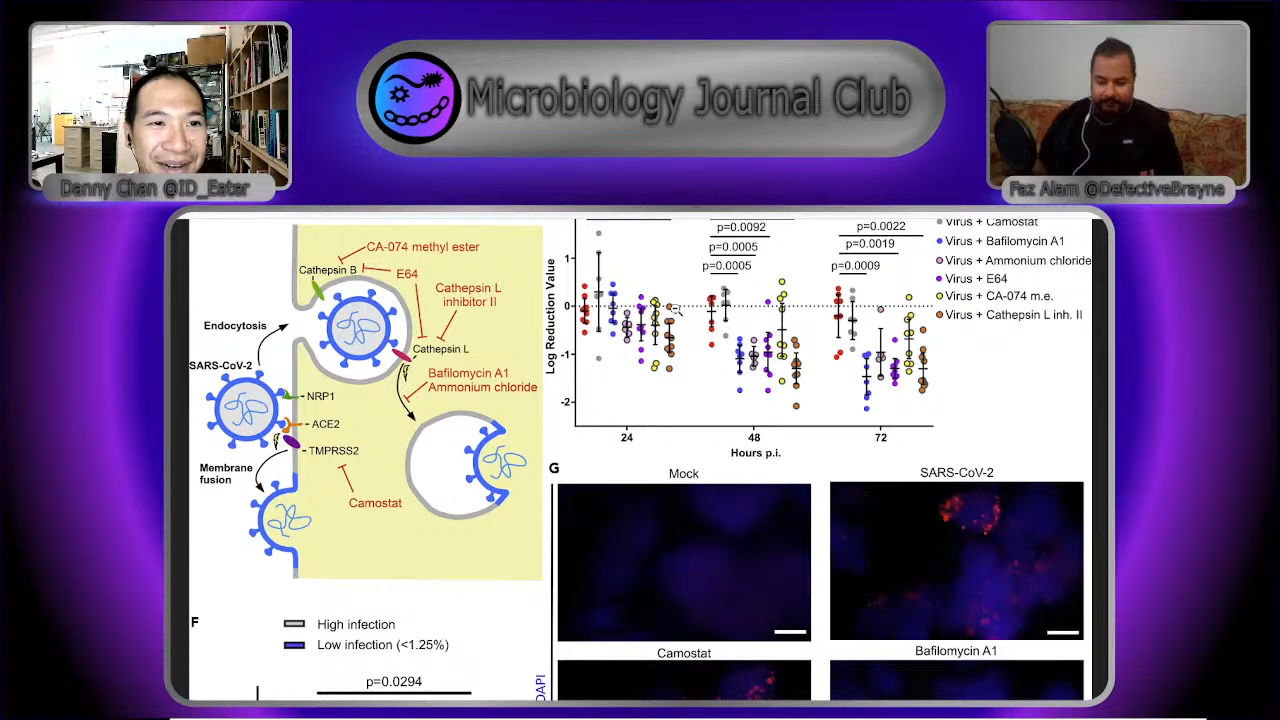 Microbiology Journal Club
Danny Chan @ID_Eater
Faz Alam @DefectiveBrayne
CA-074 methyl ester
Cathepsin B
E64
Cathepsin L
inhibitor II
Endocytosis
Cathepsin L
SARS-CoV-2
Bafilomycin A1
Ammonium chloride
NRP1
ACE2
TMPRSS2
Membrane
fusion
Camostat
F
High infection
Low infection (<1.25%)
p=0.0294
p=0.0092
p=0.0005
p=0.0005
p=0.0022
p=0.0019
p=0.0009
Virus + Camostat
Virus + Bafilomycin A1
Virus + Ammonium chloride
Virus + E64
Virus + CA-074 m.e.
Virus + Cathepsin L inh. II
Log Reduction Value
1
0
-1
-2
24
48
72
Hours p.i.
G
Mock
SARS-CoV-2
Camostat
Bafilomycin A1
DAPI